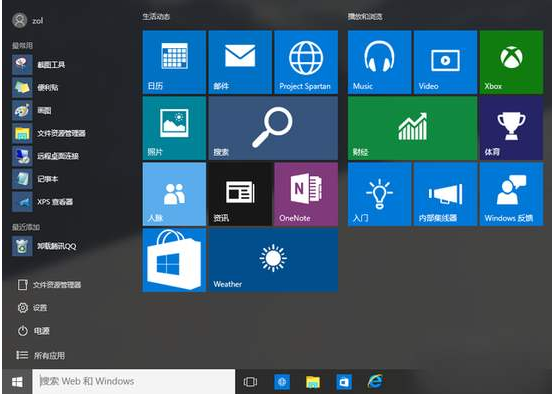 zol
最常用
截图工具
便利贴
画图
文件资源管理器
远程桌面连接
记事本
XPS 查看器
最近添加
卸载腾讯QQ
文件资源管理器
设置
电源
所有应用
生活动态
日历
邮件
Project Spartan
照片
搜索
人脉
资讯
OneNote
Weather
播放和浏览
Music
Video
Xbox
财经
体育
入门
内部集线器
Windows 反馈
搜索 Web 和 Windows